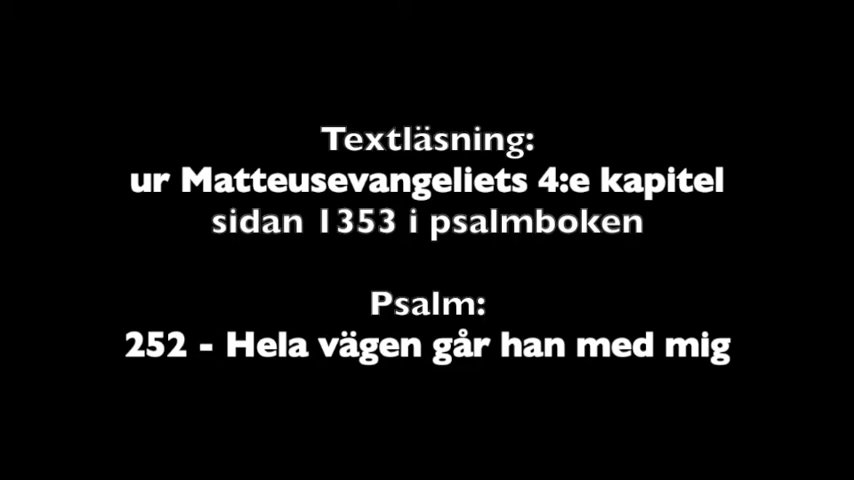 Textläsning:
ur Matteusevangeliets 4:e kapitel
sidan 1353 i psalmboken
Psalm:
252 - Hela vägen går han med mig